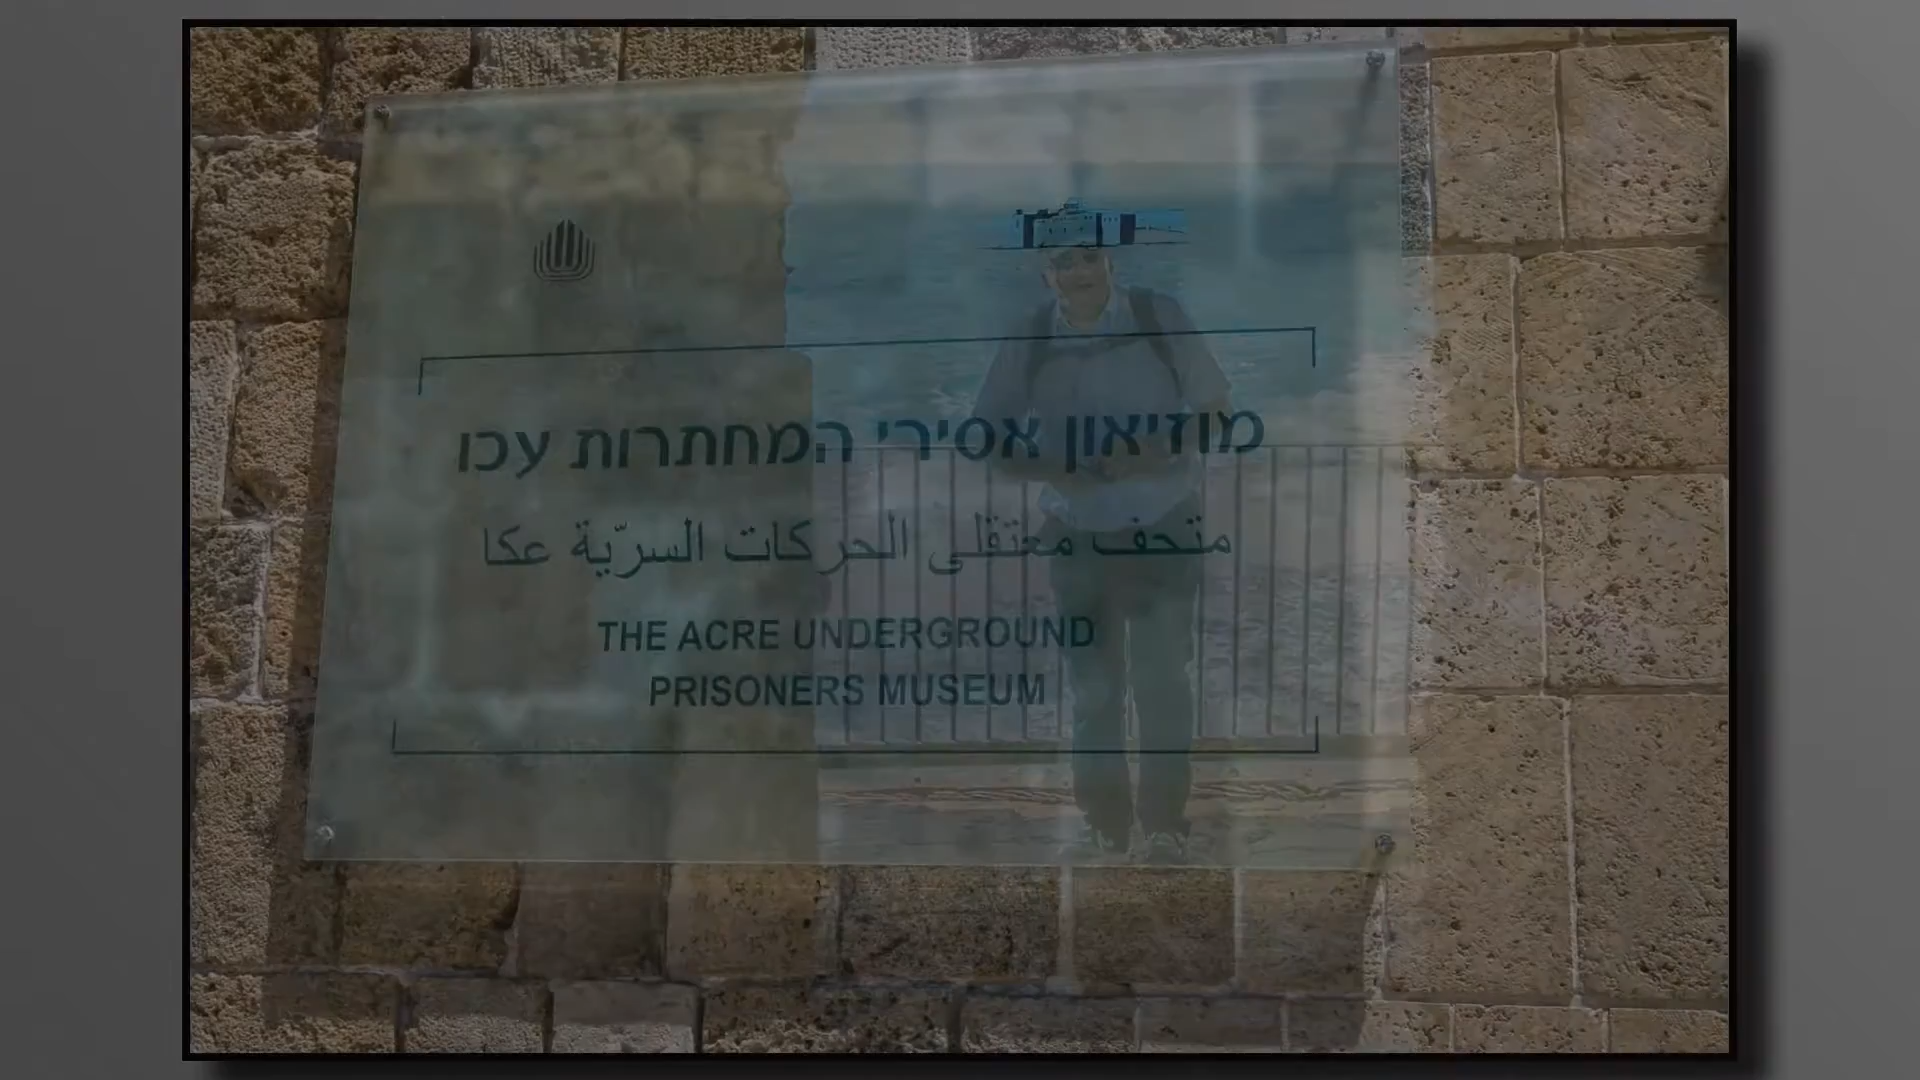 מוזיאון אסירי המחתרות עכו
متحف معتقلي الحركات السرّية عكا
THE ACRE UNDERGROUND
PRISONERS MUSEUM